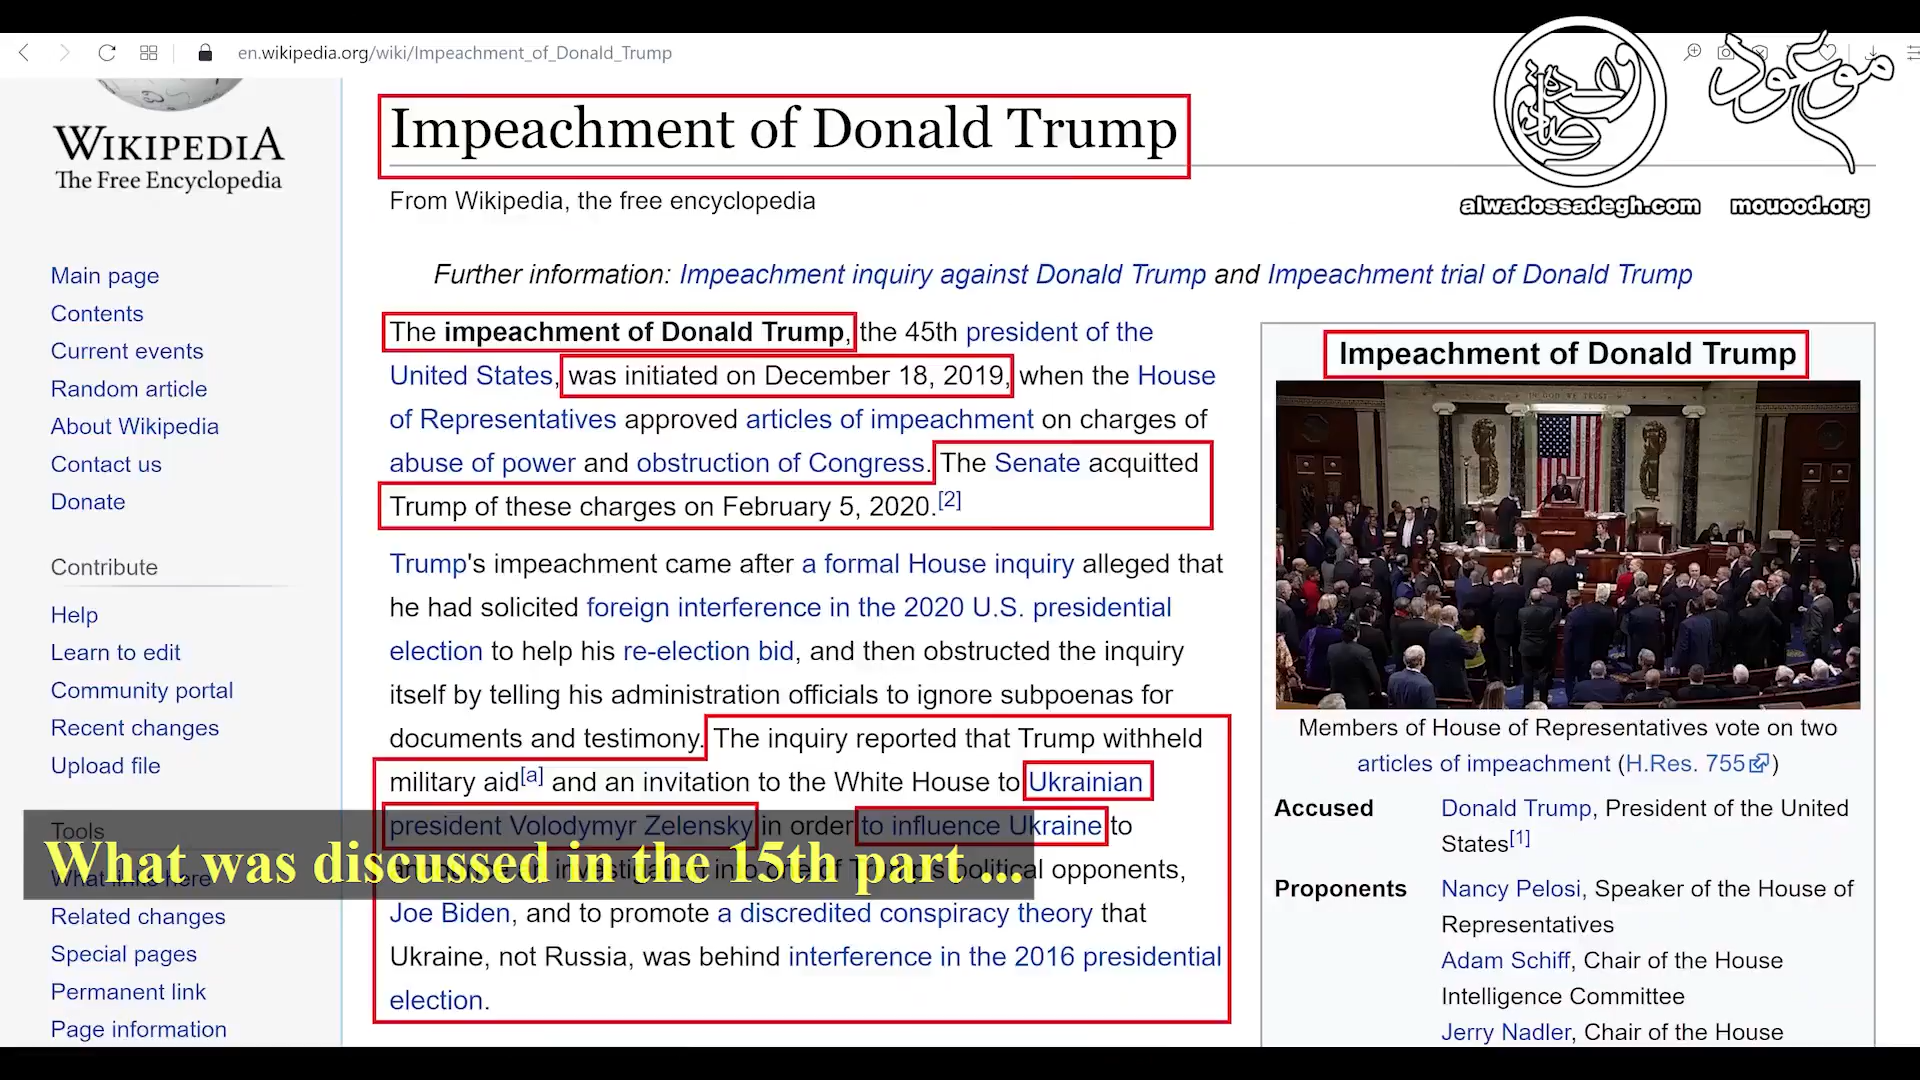 en.wikipedia.org/wiki/Impeachment_of_Donald_Trump
موعود
alwadossadegh.com
mouood.org
WIKIPEDIA
The Free Encyclopedia
Main page
Contents
Current events
Random article
About Wikipedia
Contact us
Donate
Contribute
Help
Learn to edit
Community portal
Recent changes
Upload file
Tools
What links here
Related changes
Special pages
Permanent link
Page information
Impeachment of Donald Trump
From Wikipedia, the free encyclopedia
Further information: Impeachment inquiry against Donald Trump and Impeachment trial of Donald Trump
The impeachment of Donald Trump, the 45th president of the
United States, was initiated on December 18, 2019, when the House
of Representatives approved articles of impeachment on charges of
abuse of power and obstruction of Congress. The Senate acquitted
Trump of these charges on February 5, 2020.[2]
Trump's impeachment came after a formal House inquiry alleged that
he had solicited foreign interference in the 2020 U.S. presidential
election to help his re-election bid, and then obstructed the inquiry
itself by telling his administration officials to ignore subpoenas for
documents and testimony. The inquiry reported that Trump withheld
military aid[a] and an invitation to the White House to Ukrainian
president Volodymyr Zelensky in order to influence Ukraine to
investigation into one of Trump's political opponents,
Joe Biden, and to promote a discredited conspiracy theory that
Ukraine, not Russia, was behind interference in the 2016 presidential
election.
What was discussed in the 15th part ...
Impeachment of Donald Trump
Members of House of Representatives vote on two
articles of impeachment (H.Res. 755)
Accused Donald Trump, President of the United
States[1]
Proponents Nancy Pelosi, Speaker of the House of
Representatives
Adam Schiff, Chair of the House
Intelligence Committee
Jerry Nadler, Chair of the House